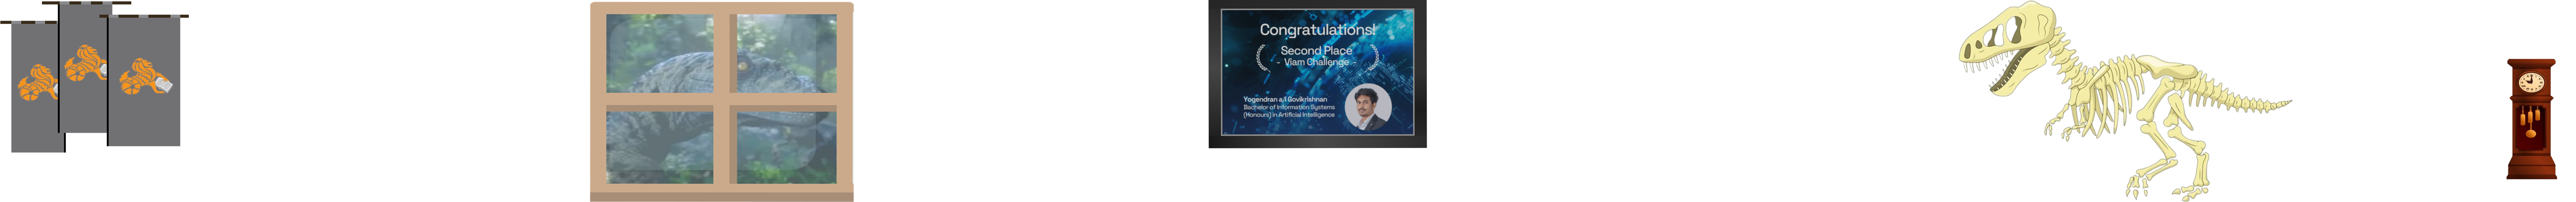 Congratulations!
Second Place
- Viam Challenge -
Yogendran a/l Govikrishnan
Bachelor of Information Systems
(Honours) in Artificial Intelligence